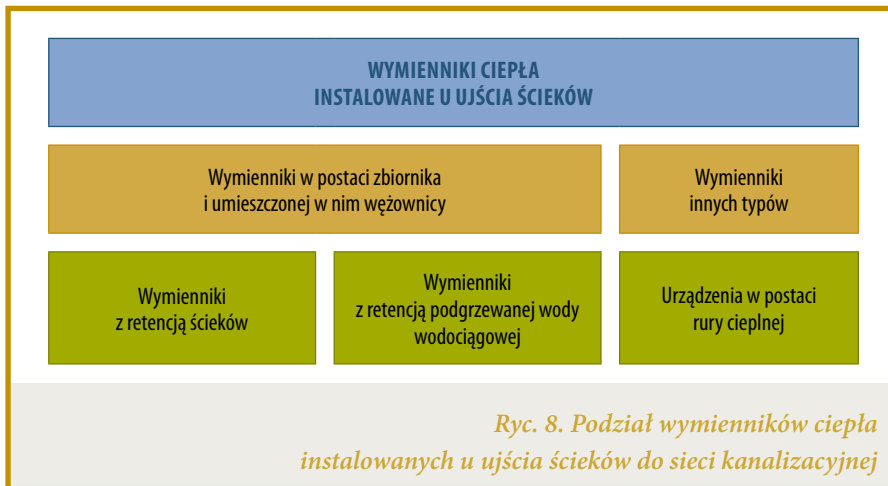 WYMIENNIKI CIEPŁA
INSTALOWANE U UJŚCIA ŚCIEKÓW
Wymienniki w postaci zbiornika
i umieszczonej w nim wężownicy
Wymienniki
innych typów
Wymienniki
z retencją ścieków
Wymienniki
z retencją podgrzewanej wody
wodociągowej
Urządzenia w postaci
rury cieplnej
Ryc. 8. Podział wymienników ciepła
instalowanych u ujścia ścieków do sieci kanalizacyjnej